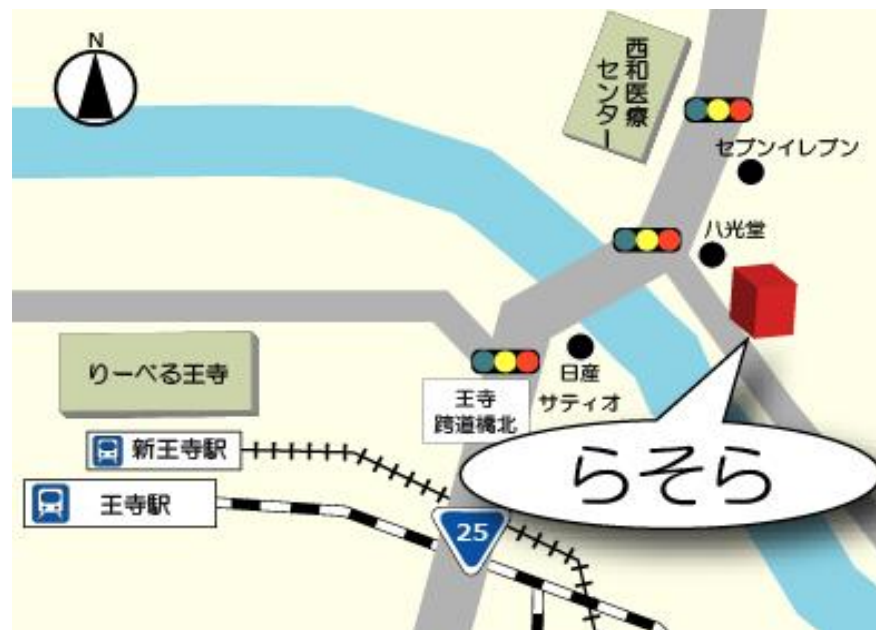 N
西和医療
センター
セブンイレブン
八光堂
りーべる王寺
日産
サティオ
王寺
跨道橋北
新王寺駅
らそら
王寺駅
25